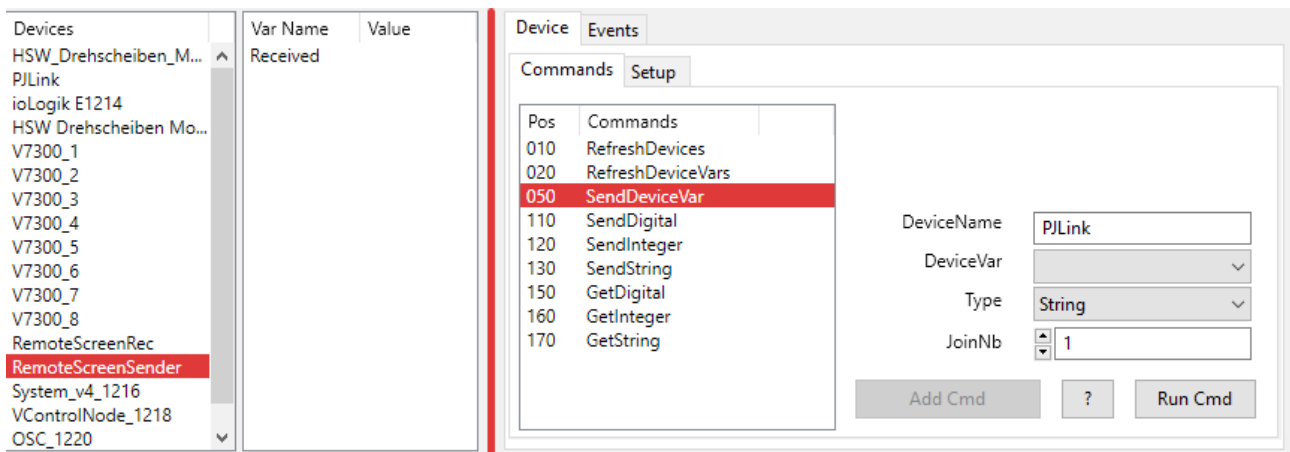 Devices
HSW_Drehscheiben_M...
PJLink
ioLogik E1214
HSW Drehscheiben Mo...
V7300_1
V7300_2
V7300_3
V7300_4
V7300_5
V7300_6
V7300_7
V7300_8
RemoteScreenRec
RemoteScreenSender
System_v4_1216
VControlNode_1218
OSC_1220
Var Name Value
Received
Device Events
Commands Setup
Pos Commands
010 RefreshDevices
020 RefreshDeviceVars
050 SendDeviceVar
110 SendDigital
120 SendInteger
130 SendString
150 GetDigital
160 GetInteger
170 GetString
DeviceName PJLink
DeviceVar
Type String
JoinNb 1
Add Cmd ? Run Cmd